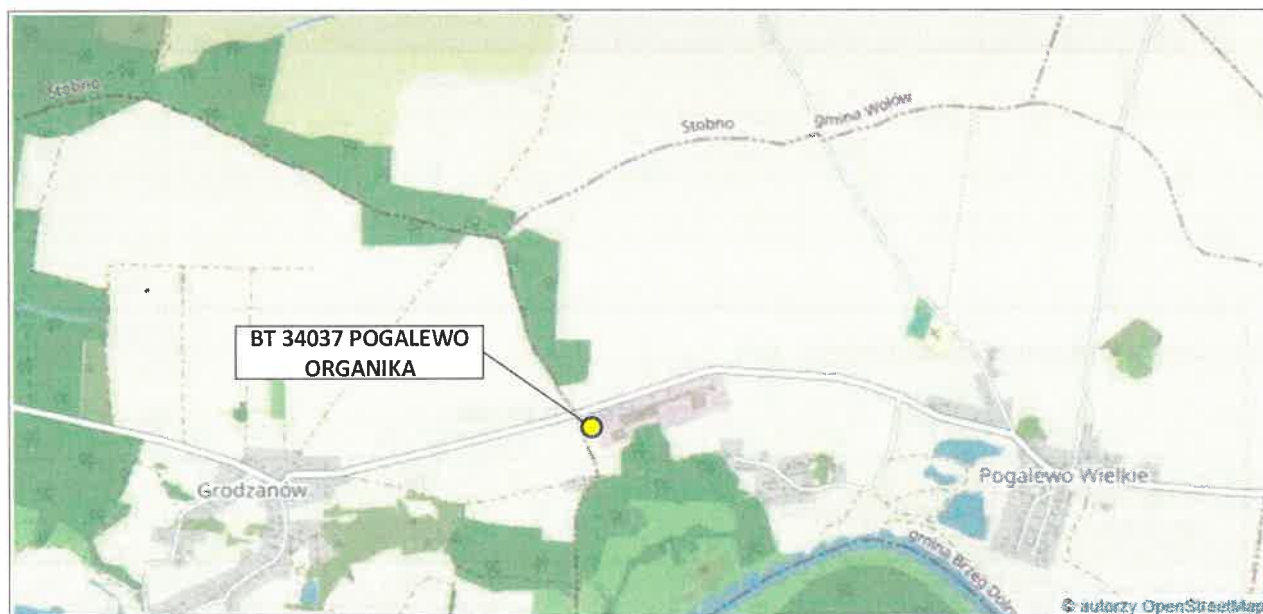 Stobno
Stobno
gmina Wołów
BT 34037 POGALEWO
ORGANIKA
Grodzanów
Pogalewo Wielkie
gmina Brzeg Dolny
© autorzy OpenStreetMap